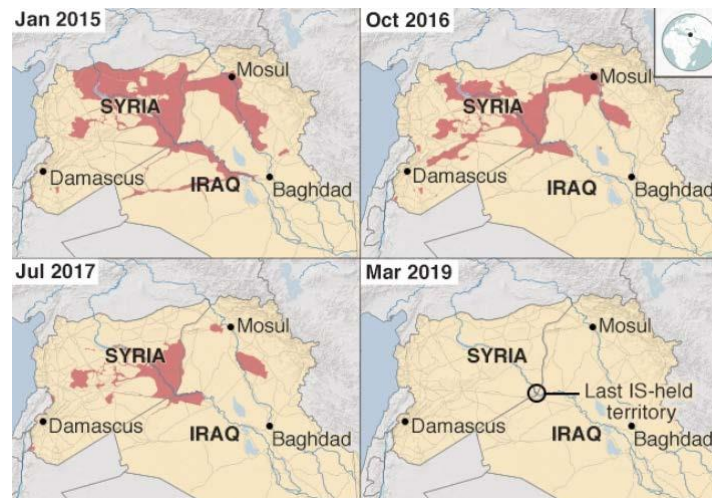 Jan 2015
Mosul
SYRIA
Damascus
IRAQ
Baghdad
Oct 2016
Mosul
SYRIA
Damascus
IRAQ
Baghdad
Jul 2017
Mosul
SYRIA
Damascus
IRAQ
Baghdad
Mar 2019
Mosul
SYRIA
Last IS-held
territory
Damascus
IRAQ
Baghdad